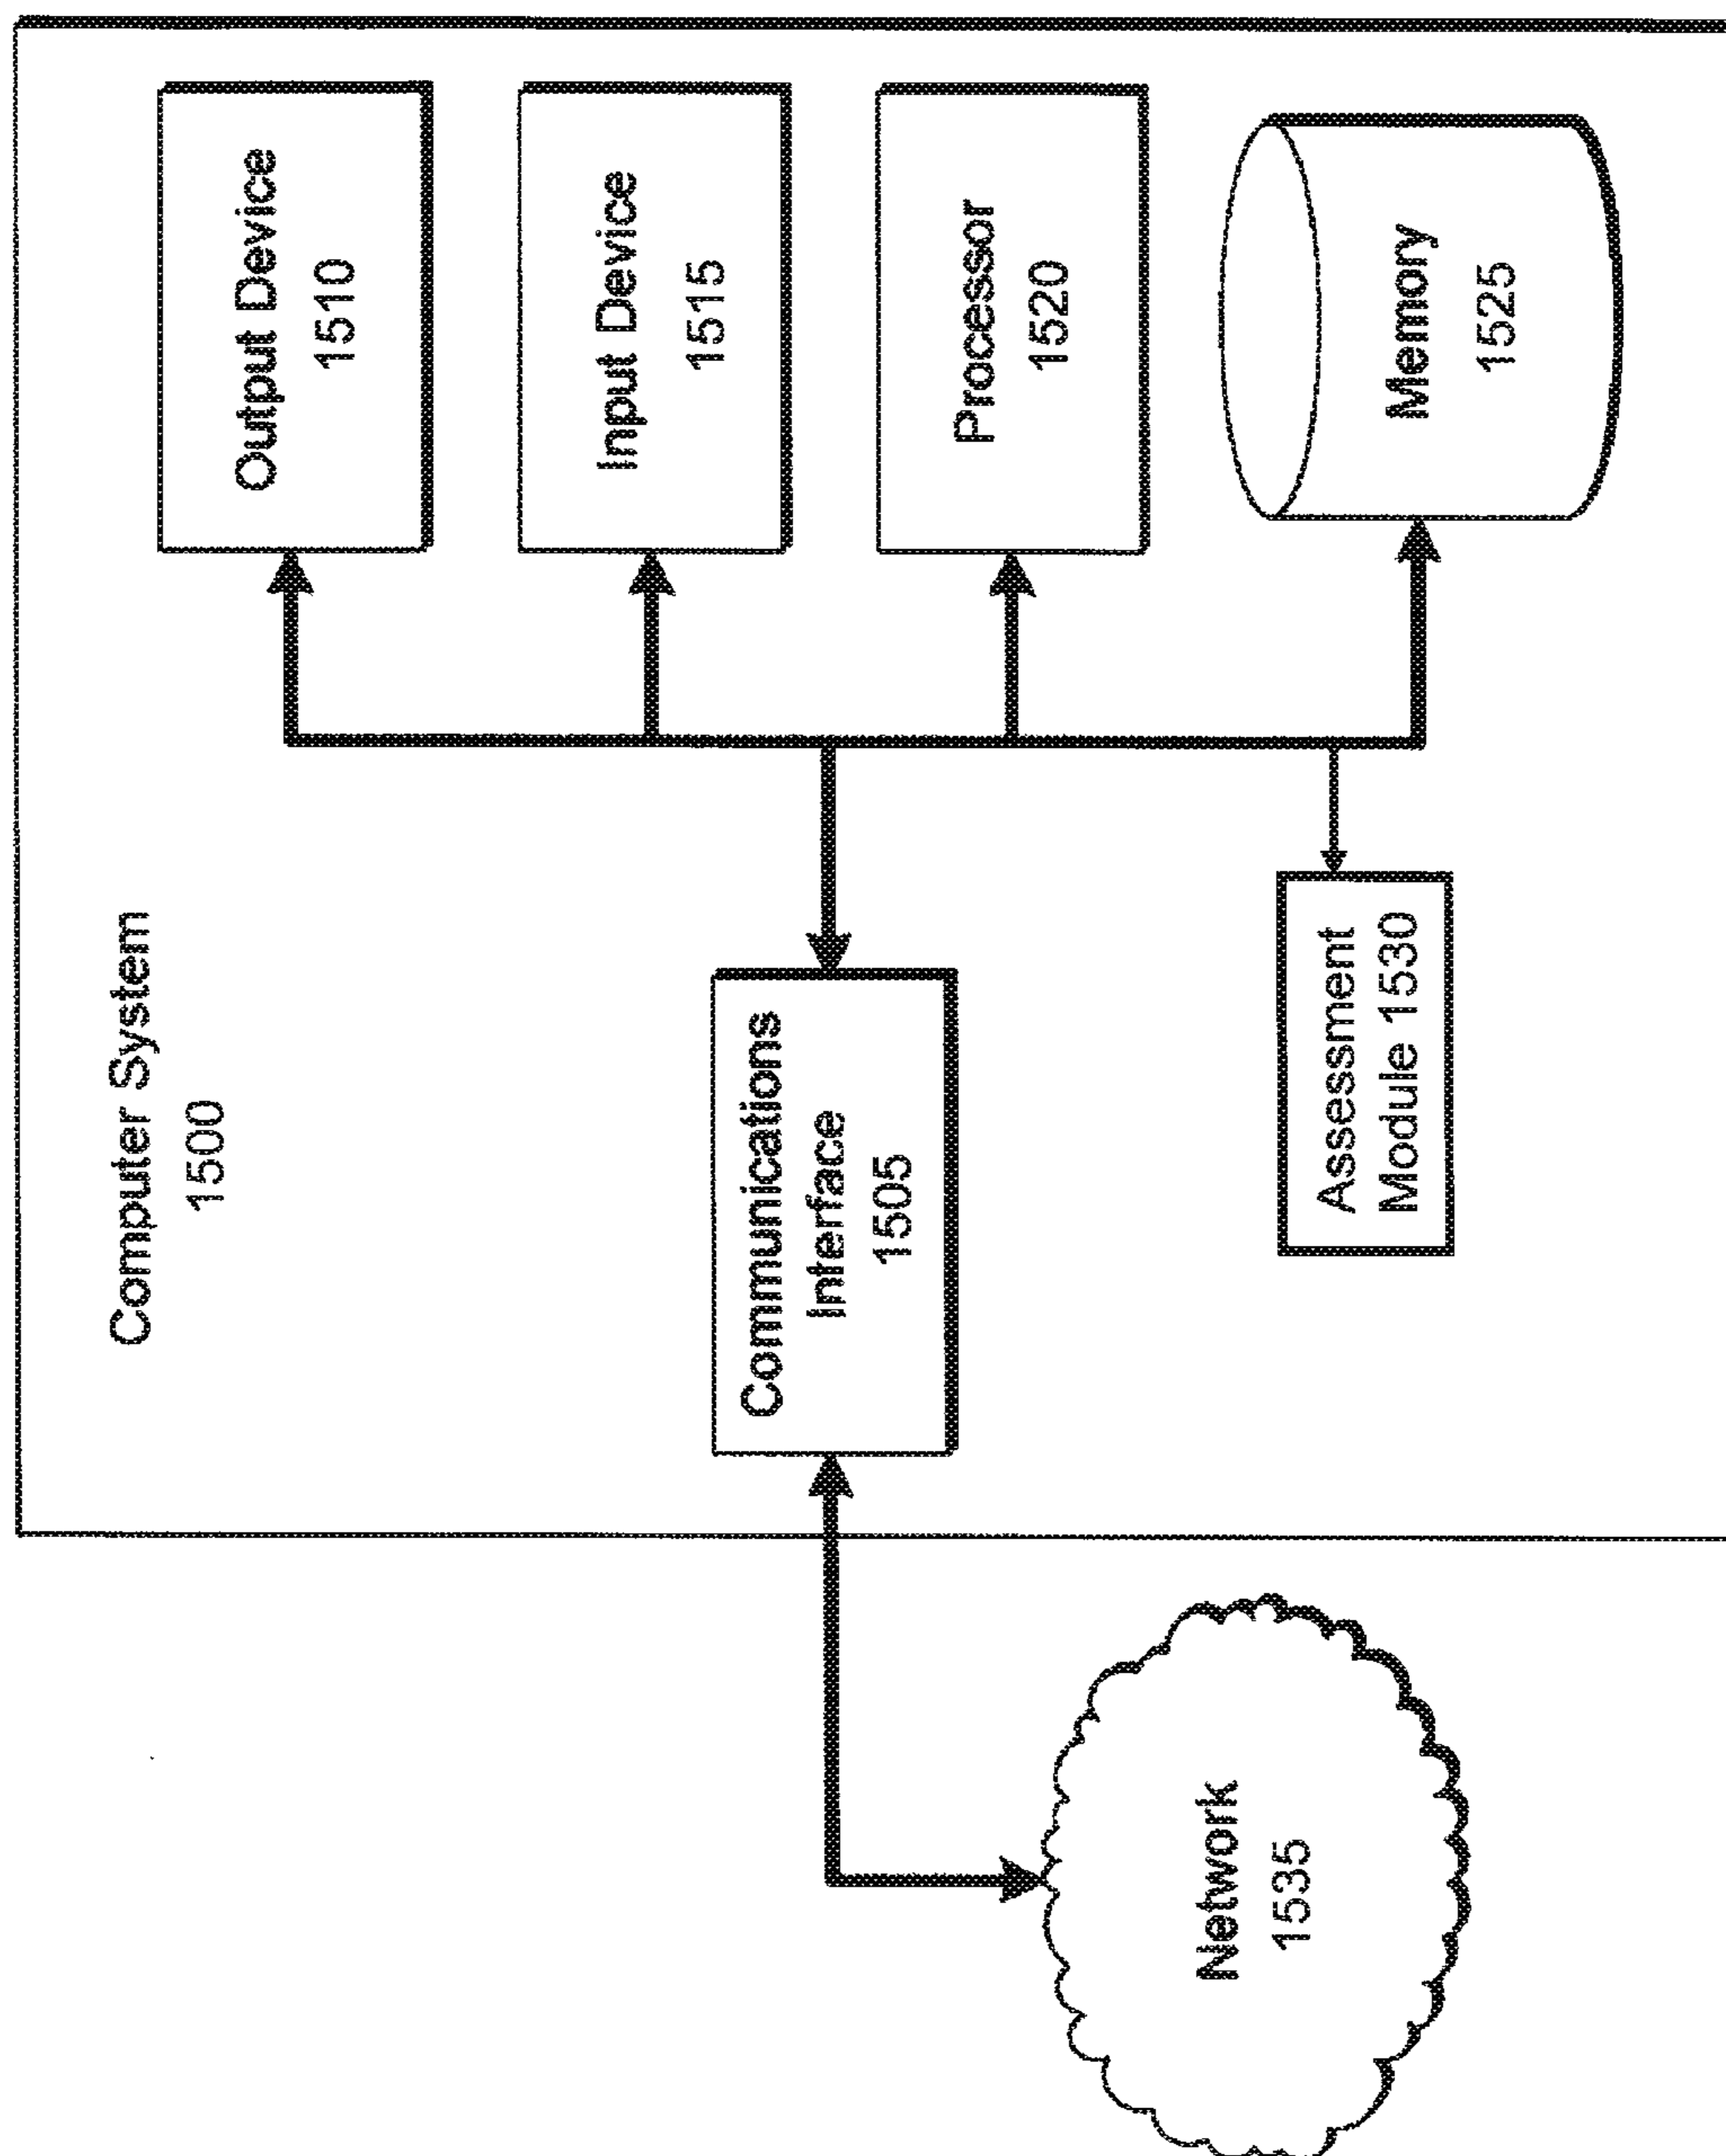 Computer System
1500
Output Device
1510
Input Device
1515
Communications
Interface
1505
Processor
1520
Assessment
Module 1530
Memory
1525
Network
1535